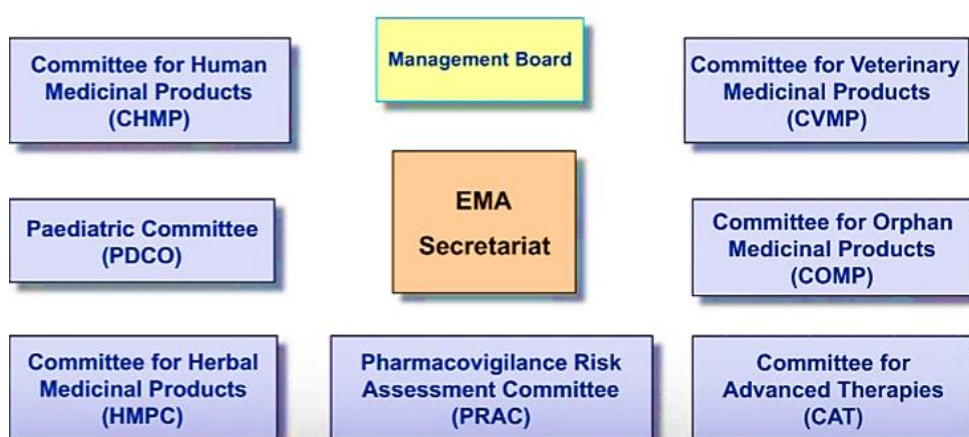 Committee for Human
Medicinal Products
(CHMP)
Management Board
Committee for Veterinary
Medicinal Products
(CVMP)
Paediatric Committee
(PDCO)
EMA
Secretariat
Committee for Orphan
Medicinal Products
(COMP)
Committee for Herbal
Medicinal Products
(HMPC)
Pharmacovigilance Risk
Assessment Committee
(PRAC)
Committee for
Advanced Therapies
(CAT)